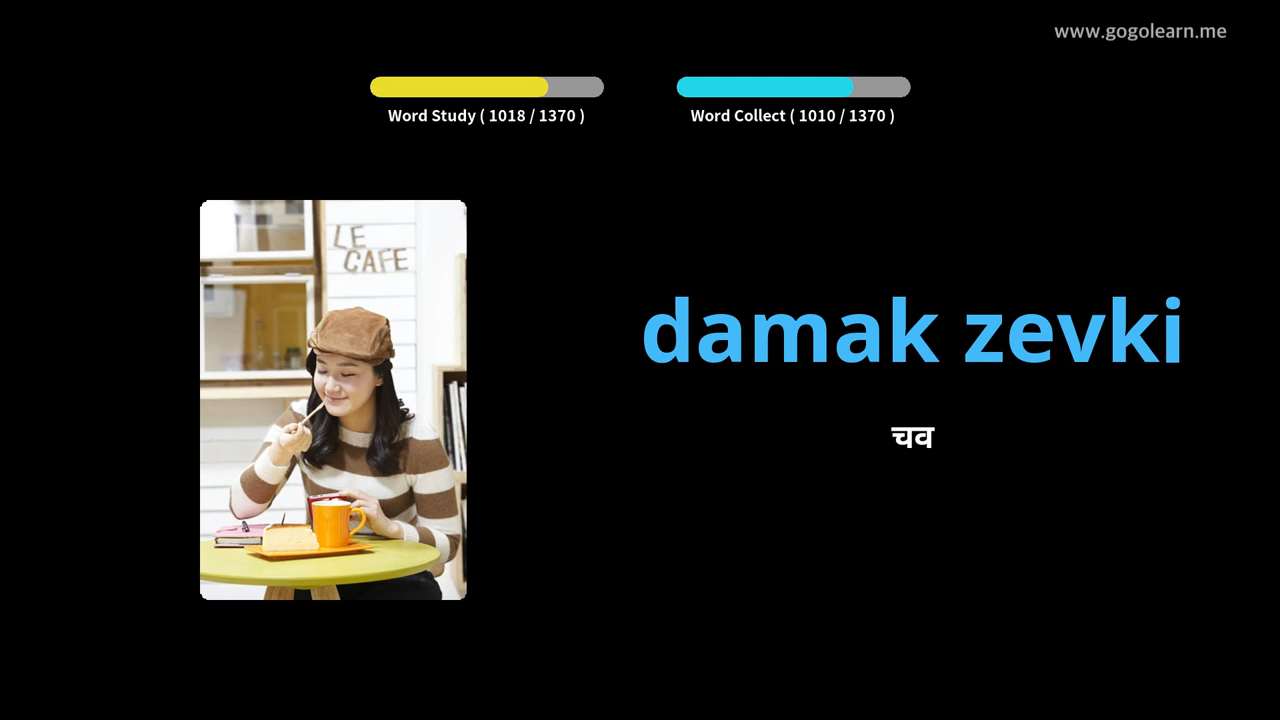 www.gogolearn.me
Word Study ( 1018 / 1370 )
Word Collect ( 1010 / 1370 )
LE
CAFE
damak zevki
चव